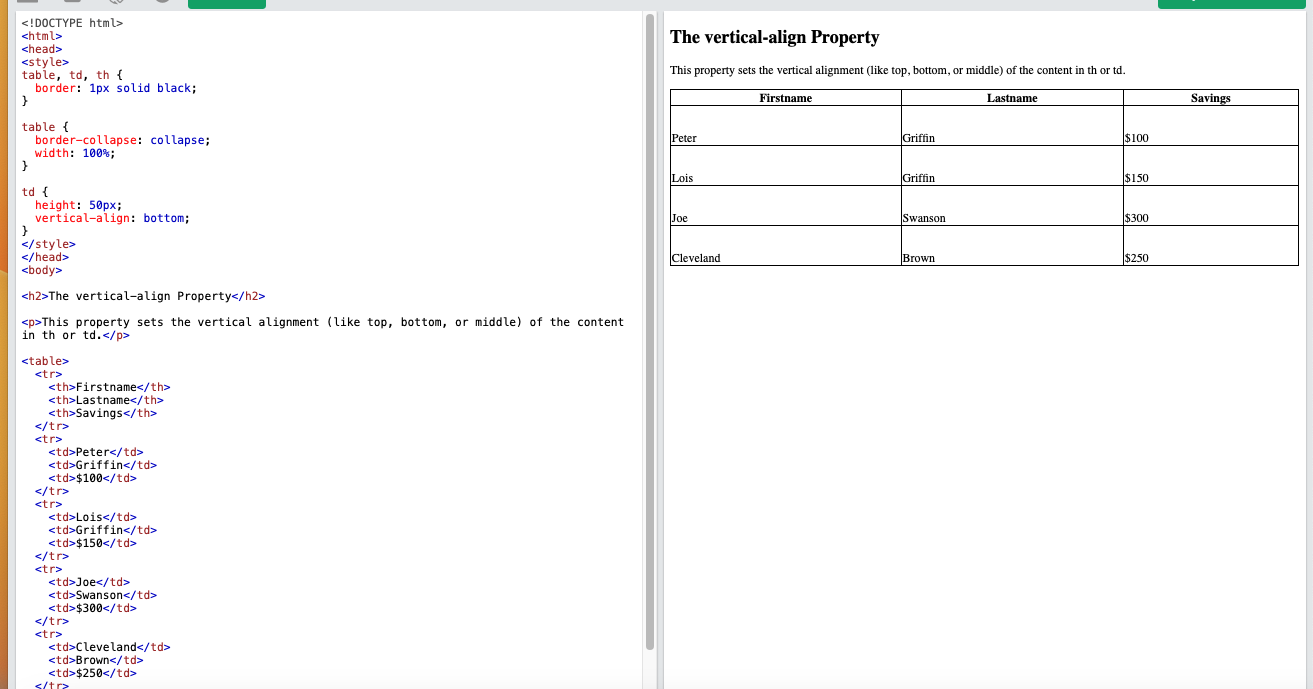 <!DOCTYPE html>
<html>
<head>
<style>
table, td, th {
  border: 1px solid black;
}

table {
  border-collapse: collapse;
  width: 100%;
}

td {
  height: 50px;
  vertical-align: bottom;
}
</style>
</head>
<body>

<h2>The vertical-align Property</h2>

<p>This property sets the vertical alignment (like top, bottom, or middle) of the content
in th or td.</p>

<table>
  <tr>
    <th>Firstname</th>
    <th>Lastname</th>
    <th>Savings</th>
  </tr>
  <tr>
    <td>Peter</td>
    <td>Griffin</td>
    <td>$100</td>
  </tr>
  <tr>
    <td>Lois</td>
    <td>Griffin</td>
    <td>$150</td>
  </tr>
  <tr>
    <td>Joe</td>
    <td>Swanson</td>
    <td>$300</td>
  </tr>
  <tr>
    <td>Cleveland</td>
    <td>Brown</td>
    <td>$250</td>
  </tr>
The vertical-align Property
This property sets the vertical alignment (like top, bottom, or middle) of the content in th or td.
Firstname Lastname Savings
Peter Griffin $100
Lois Griffin $150
Joe Swanson $300
Cleveland Brown $250